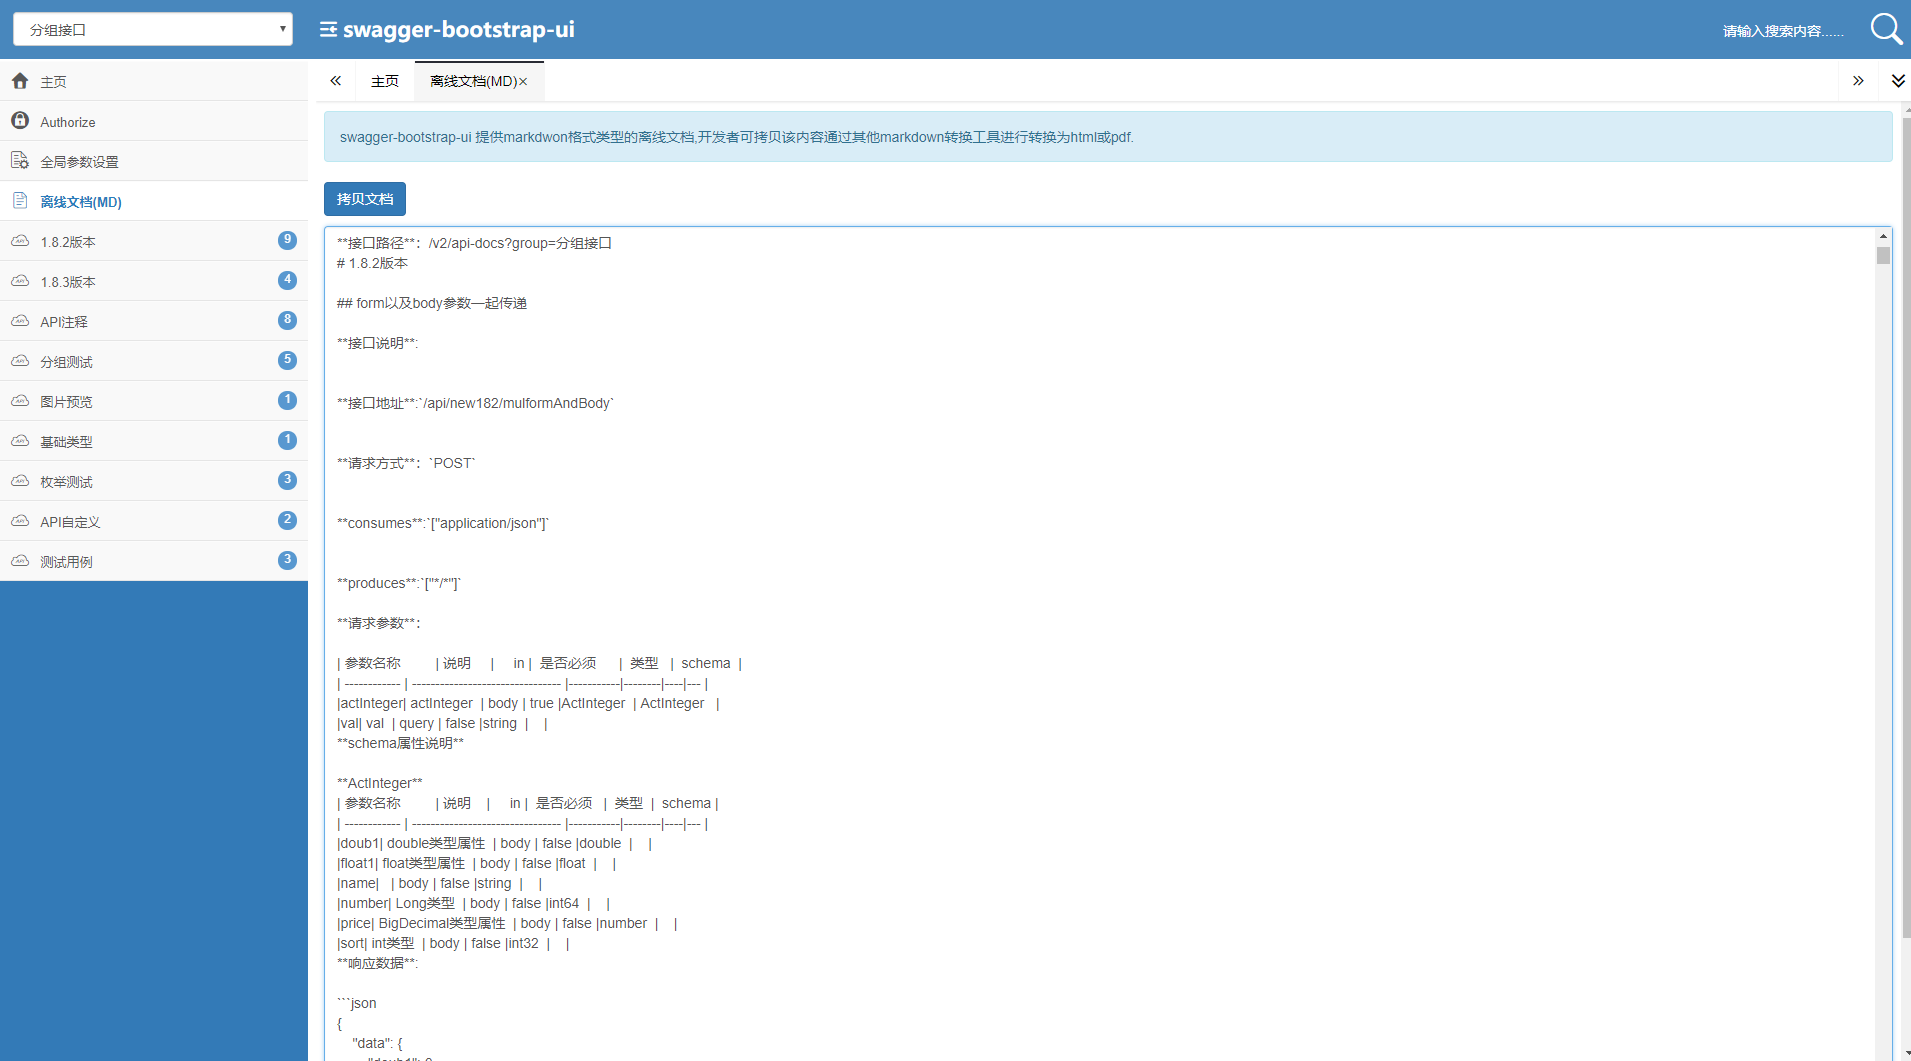 分组接口
swagger-bootstrap-ui
请输入搜索内容......
主页
Authorize
全局参数设置
离线文档(MD)
1.8.2版本 9
1.8.3版本 4
API注释 8
分组测试 5
图片预览 1
基础类型 1
枚举测试 3
API自定义 2
测试用例 3
主页
离线文档(MD)×
swagger-bootstrap-ui 提供markdwon格式类型的离线文档,开发者可拷贝该内容通过其他markdown转换工具进行转换为html或pdf.
拷贝文档
**接口路径**：/v2/api-docs?group=分组接口
# 1.8.2版本
## form以及body参数一起传递
**接口说明**:
**接口地址**:`/api/new182/mulformAndBody`
**请求方式**：`POST`
**consumes**:`["application/json"]`
**produces**:`["*/*"]`
**请求参数**：
| 参数名称         | 说明     |     in |  是否必须      |  类型   |  schema  |
| ------------ | -------------------------------- |-----------|--------|----|--- |
|actInteger| actInteger  | body | true |ActInteger  | ActInteger   |
|val| val  | query | false |string  |    |
**schema属性说明**
**ActInteger**
| 参数名称         | 说明    |     in |  是否必须   |  类型  |  schema |
| ------------ | -------------------------------- |-----------|--------|----|--- |
|doub1| double类型属性  | body | false |double  |    |
|float1| float类型属性  | body | false |float  |    |
|name|   | body | false |string  |    |
|number| Long类型  | body | false |int64  |    |
|price| BigDecimal类型属性  | body | false |number  |    |
|sort| int类型  | body | false |int32  |    |
**响应数据**:
```json
{
"data": {
"doub1": 0,